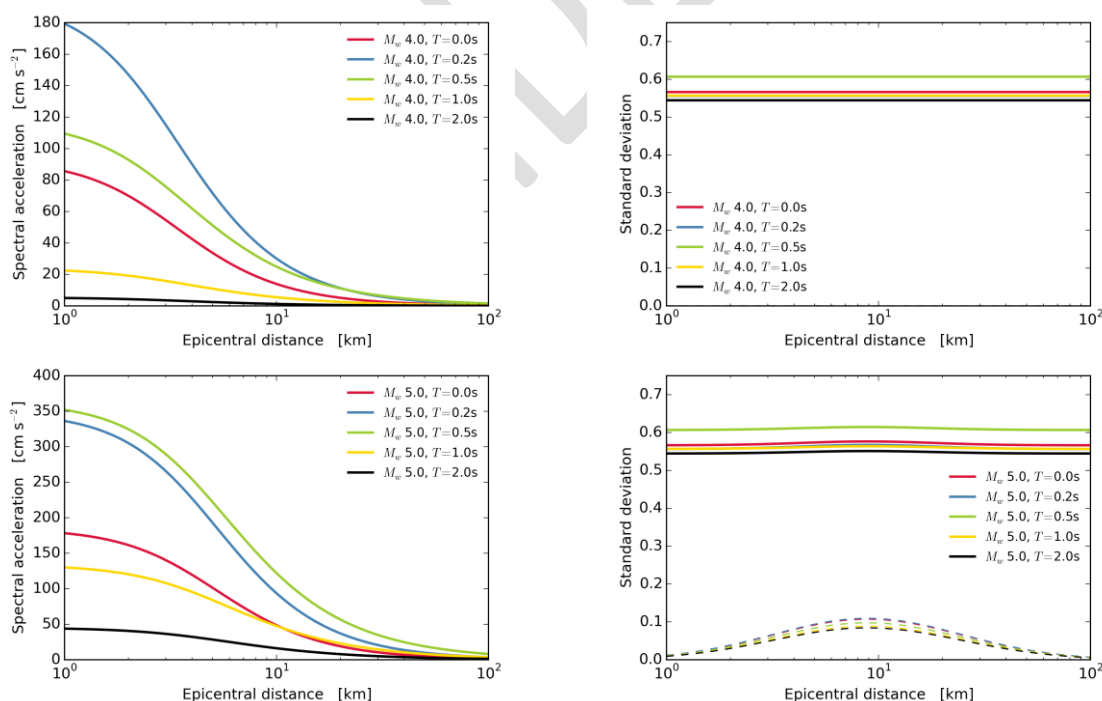 180
160
140
120
100
80
60
40
20
0
Spectral acceleration [cm s⁻²]
M_w 4.0, T=0.0s
M_w 4.0, T=0.2s
M_w 4.0, T=0.5s
M_w 4.0, T=1.0s
M_w 4.0, T=2.0s
10⁰ 10¹ 10²
Epicentral distance [km]
0.7
0.6
0.5
0.4
0.3
0.2
0.1
0.0
Standard deviation
M_w 4.0, T=0.0s
M_w 4.0, T=0.2s
M_w 4.0, T=0.5s
M_w 4.0, T=1.0s
M_w 4.0, T=2.0s
10⁰ 10¹ 10²
Epicentral distance [km]
400
350
300
250
200
150
100
50
0
Spectral acceleration [cm s⁻²]
M_w 5.0, T=0.0s
M_w 5.0, T=0.2s
M_w 5.0, T=0.5s
M_w 5.0, T=1.0s
M_w 5.0, T=2.0s
10⁰ 10¹ 10²
Epicentral distance [km]
0.7
0.6
0.5
0.4
0.3
0.2
0.1
0.0
Standard deviation
M_w 5.0, T=0.0s
M_w 5.0, T=0.2s
M_w 5.0, T=0.5s
M_w 5.0, T=1.0s
M_w 5.0, T=2.0s
10⁰ 10¹ 10²
Epicentral distance [km]